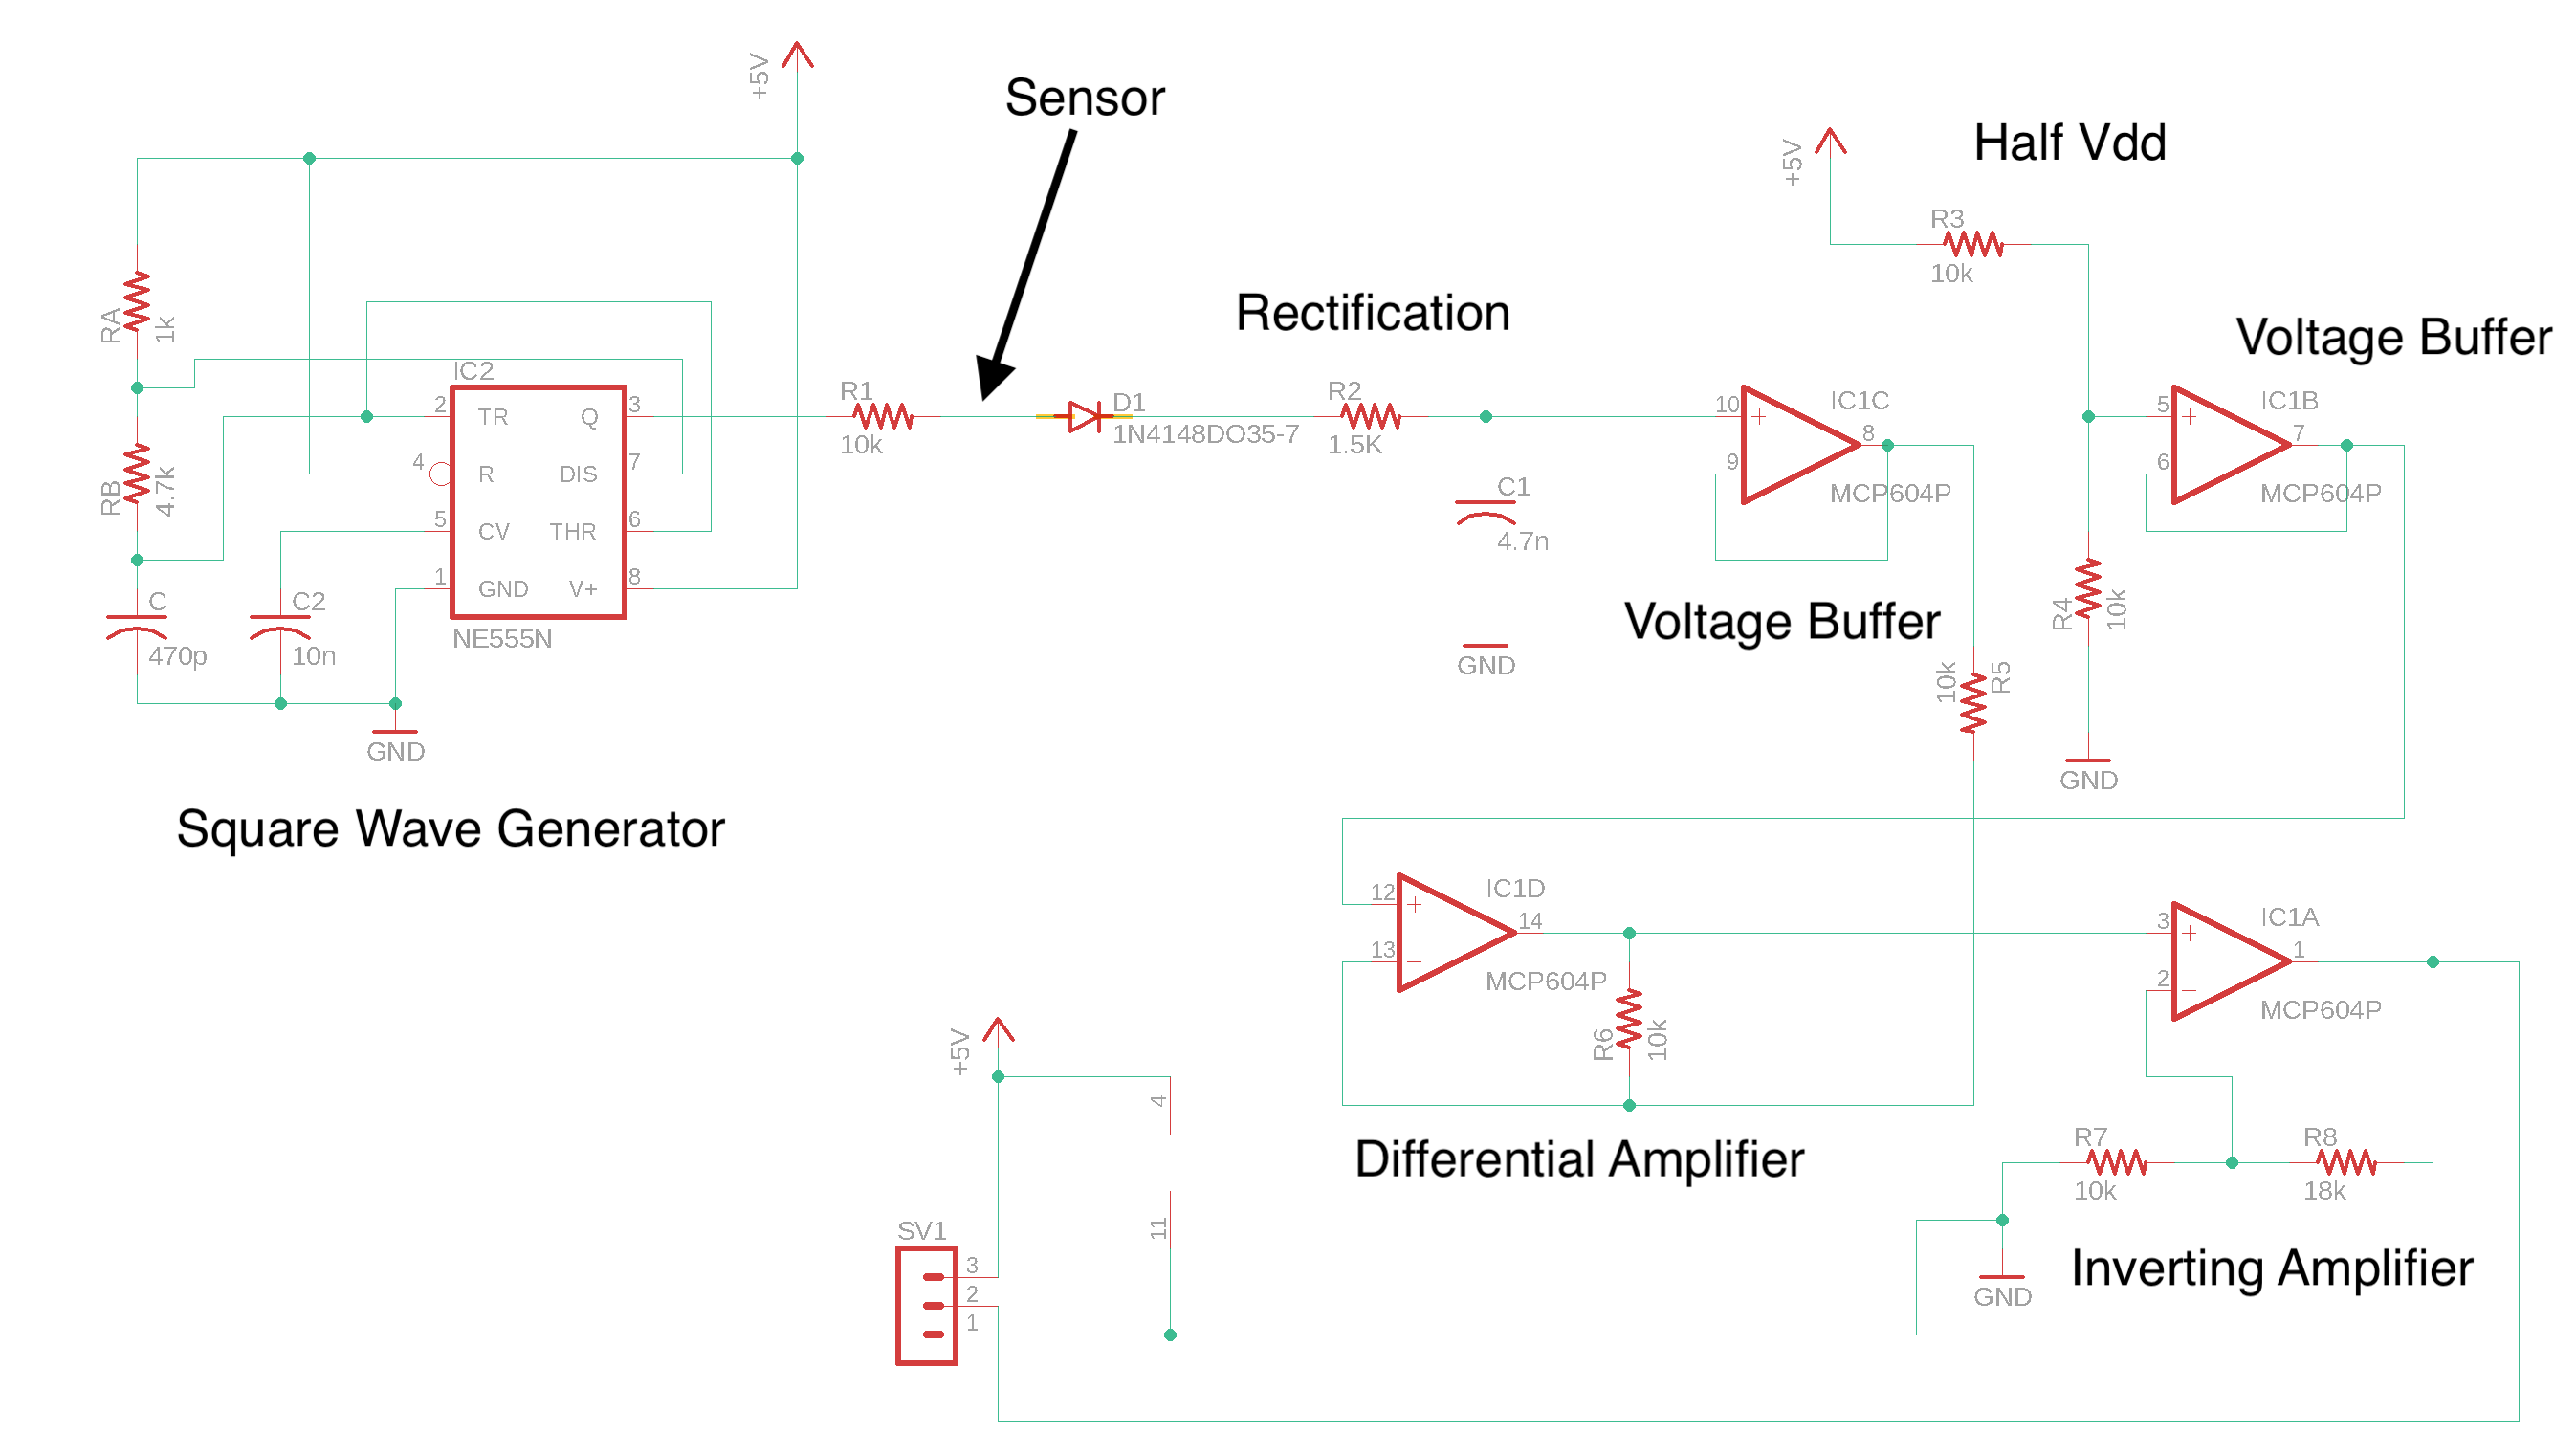 +5V
Sensor
Half Vdd
+5V
R3
10k
RA
1k
Rectification
Voltage Buffer
IC2
R1
10k
D1
1N4148DO35-7
R2
1.5K
10
9
8
IC1C
MCP604P
5
6
7
IC1B
MCP604P
RB
4.7k
2
TR
Q
3
4
R
DIS
7
5
CV
THR
6
1
GND
V+
8
NE555N
C
470p
C2
10n
C1
4.7n
GND
Voltage Buffer
R4
10k
10k
R5
GND
GND
Square Wave Generator
12
13
14
IC1D
MCP604P
3
2
1
IC1A
MCP604P
R6
10k
+5V
4
11
Differential Amplifier
R7
10k
R8
18k
SV1
3
2
1
GND
Inverting Amplifier